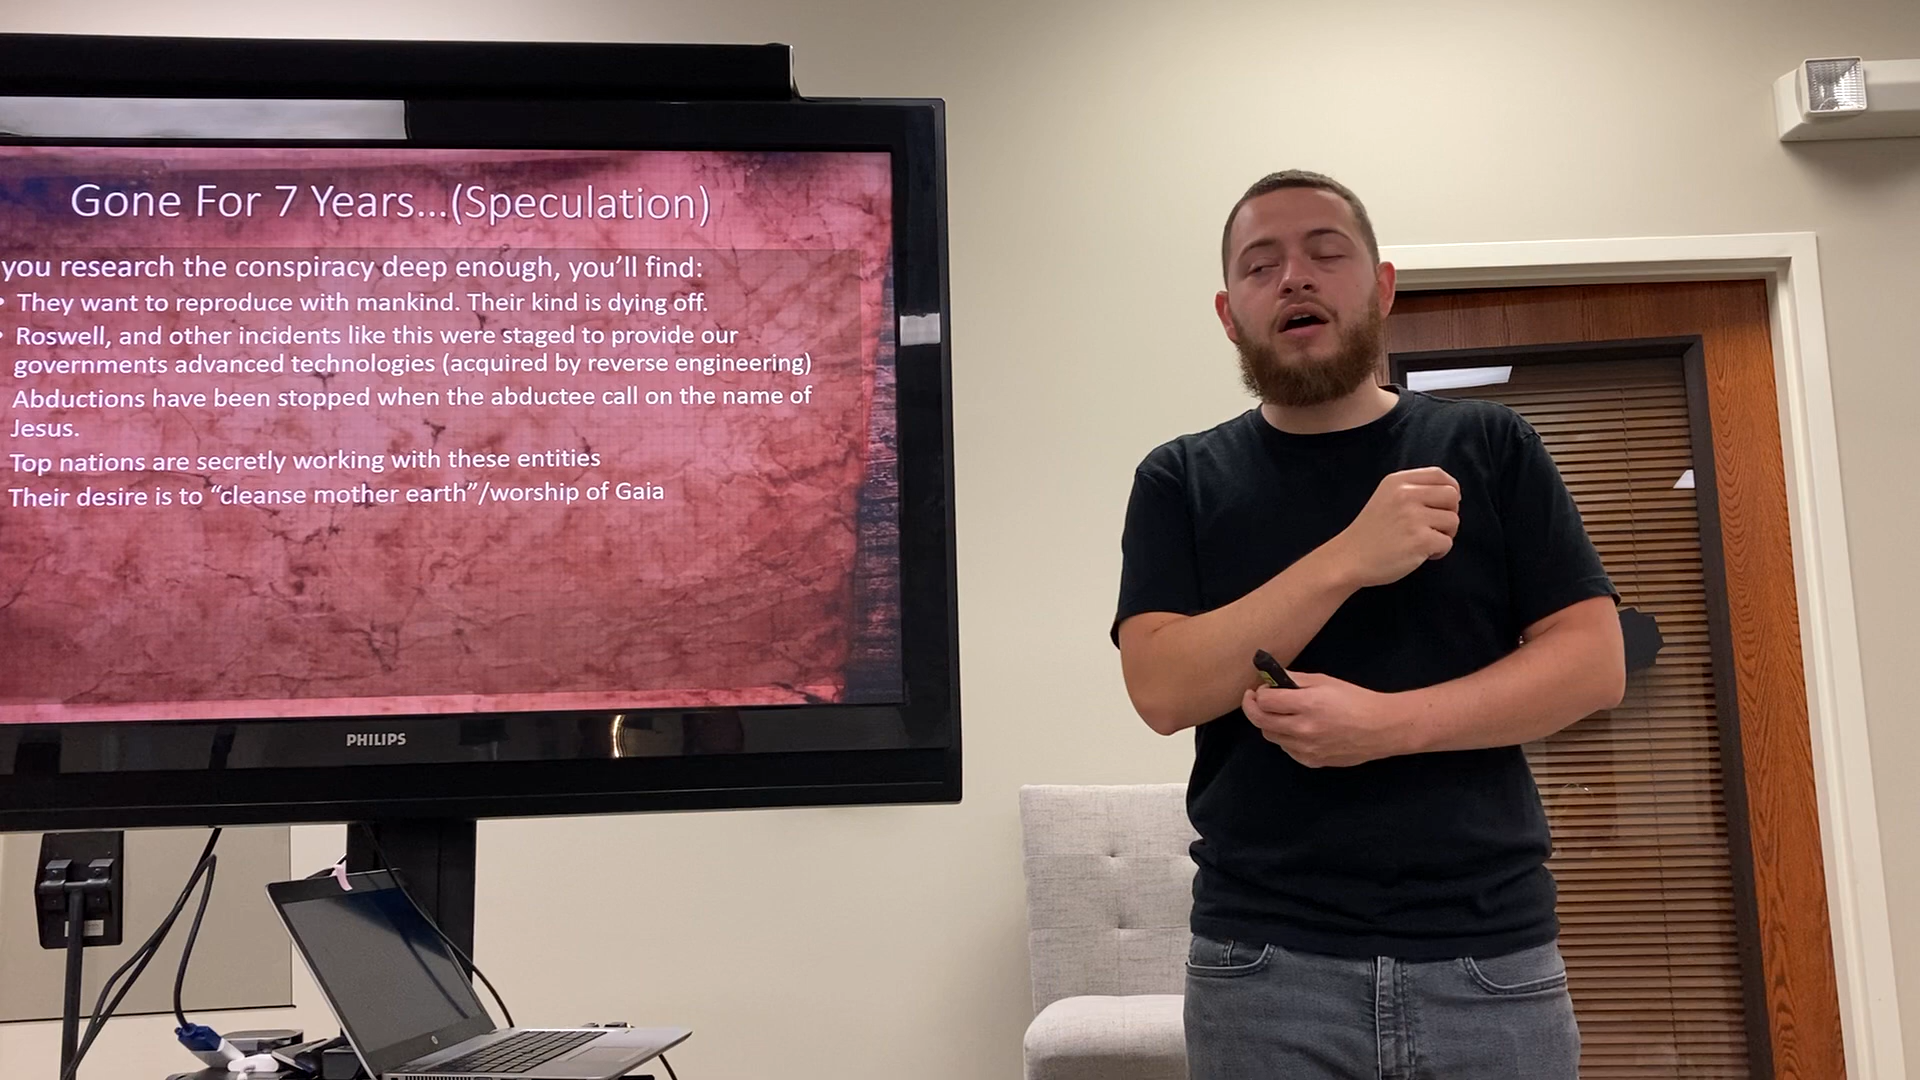 Gone For 7 Years...(Speculation)
you research the conspiracy deep enough, you'll find:
• They want to reproduce with mankind. Their kind is dying off.
• Roswell, and other incidents like this were staged to provide our
governments advanced technologies (acquired by reverse engineering)
Abductions have been stopped when the abductee call on the name of
Jesus.
Top nations are secretly working with these entities
Their desire is to “cleanse mother earth”/worship of Gaia
PHILIPS